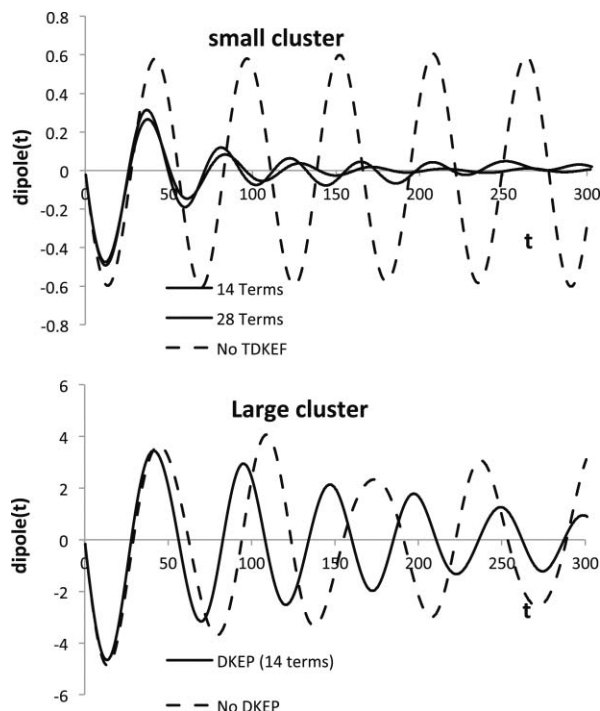 small cluster
dipole(t)
0.8
0.6
0.4
0.2
0
-0.2
-0.4
-0.6
-0.8
0 50 100 150 200 250 300
t
14 Terms
28 Terms
No TDKEF
Large cluster
dipole(t)
6
4
2
0
-2
-4
-6
0 50 100 150 200 250 300
t
DKEP (14 terms)
No DKEP